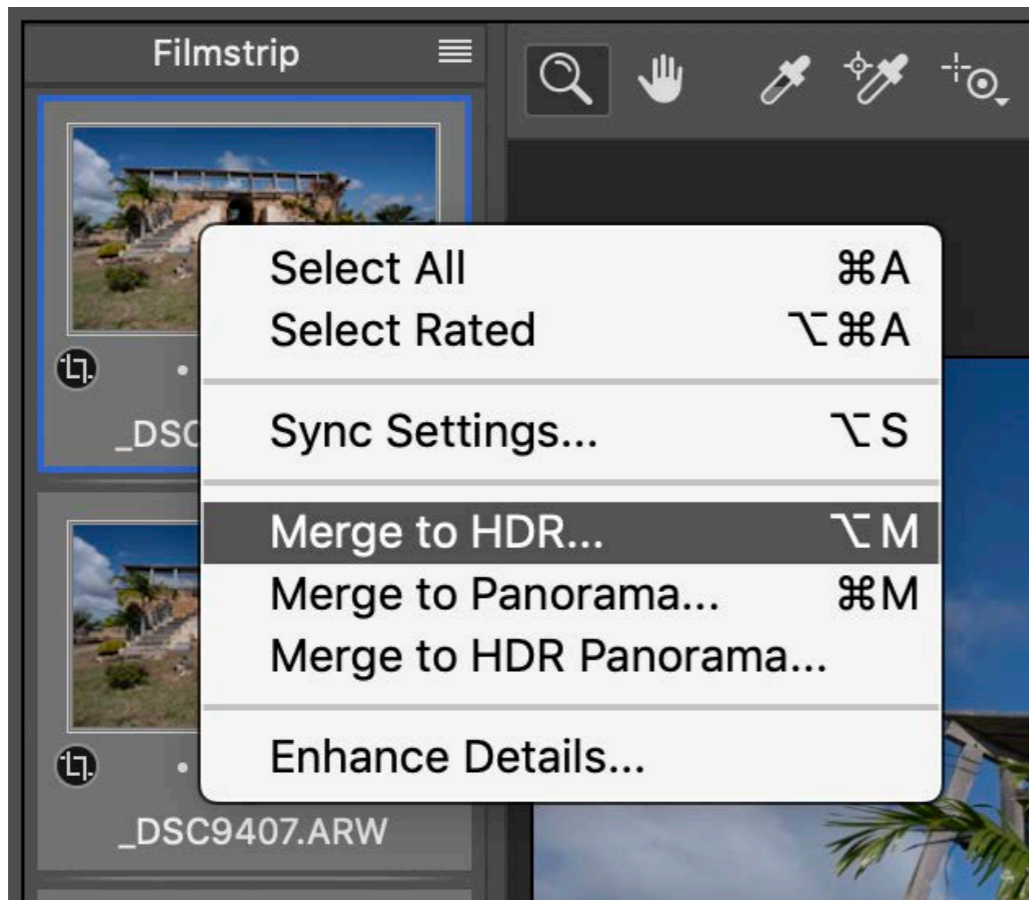 Filmstrip
Select All ⌘A
Select Rated ⌥⌘A
_DSC
Sync Settings... ⌥S
Merge to HDR... ⌥M
Merge to Panorama... ⌘M
Merge to HDR Panorama...
Enhance Details...
_DSC9407.ARW